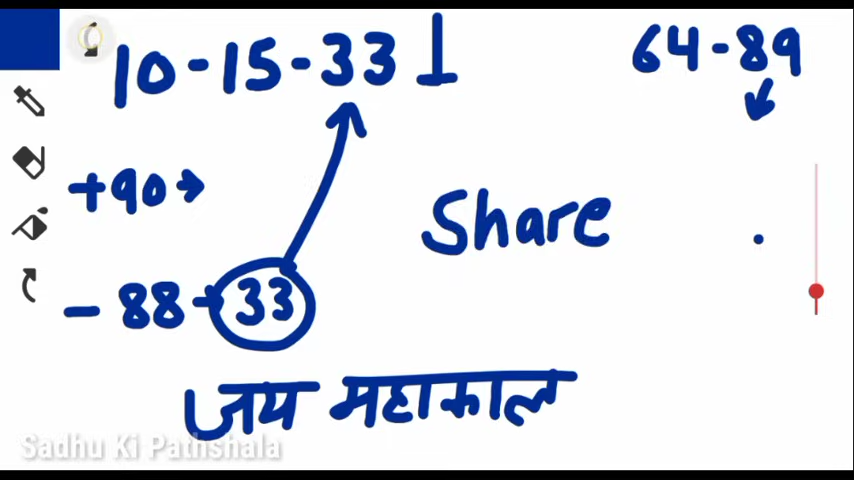 10-15-33 ⊥ 64-89
+90→
Share
-88→33
जय महाकाल
Sadhu Ki Pathshala